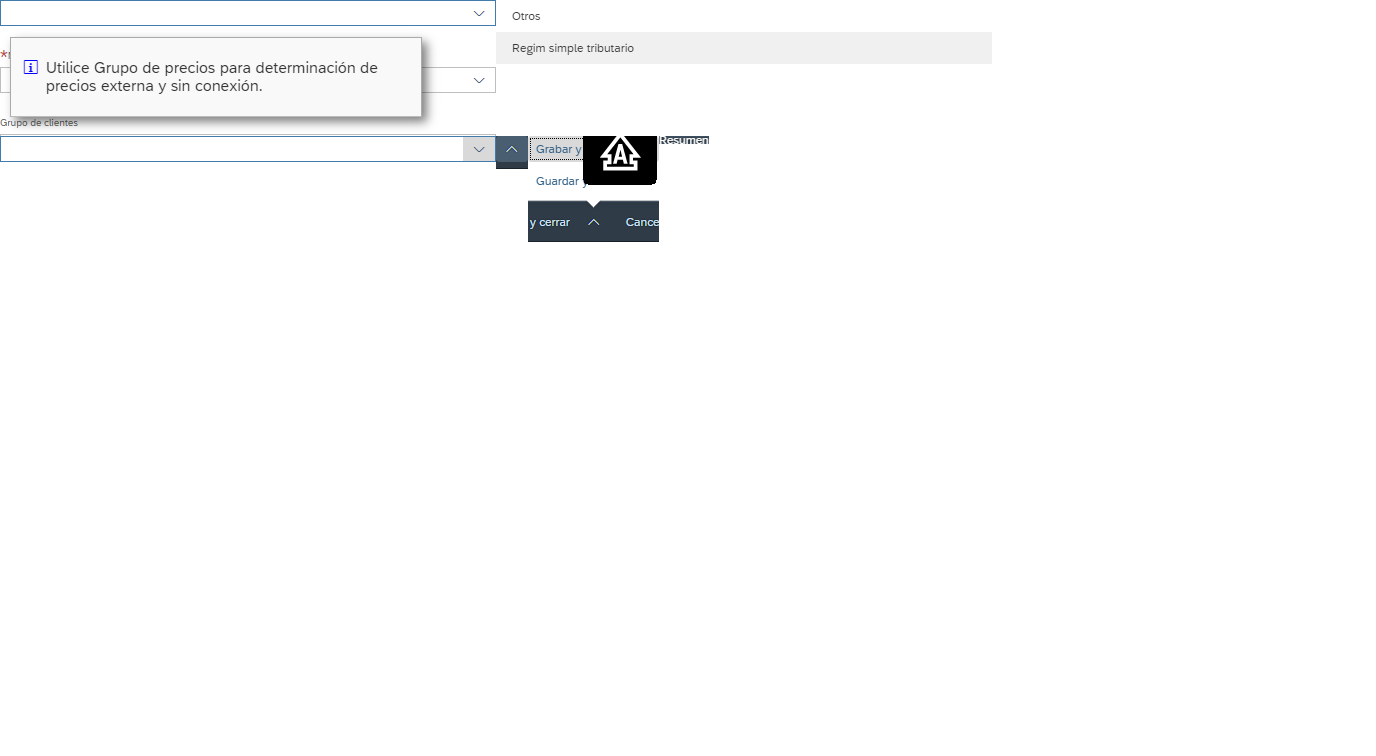 Otros
Regim simple tributario
*
Utilice Grupo de precios para determinación de
precios externa y sin conexión.
Grupo de clientes
Grabar y
Resumen
Guardar y
y cerrar
Cance